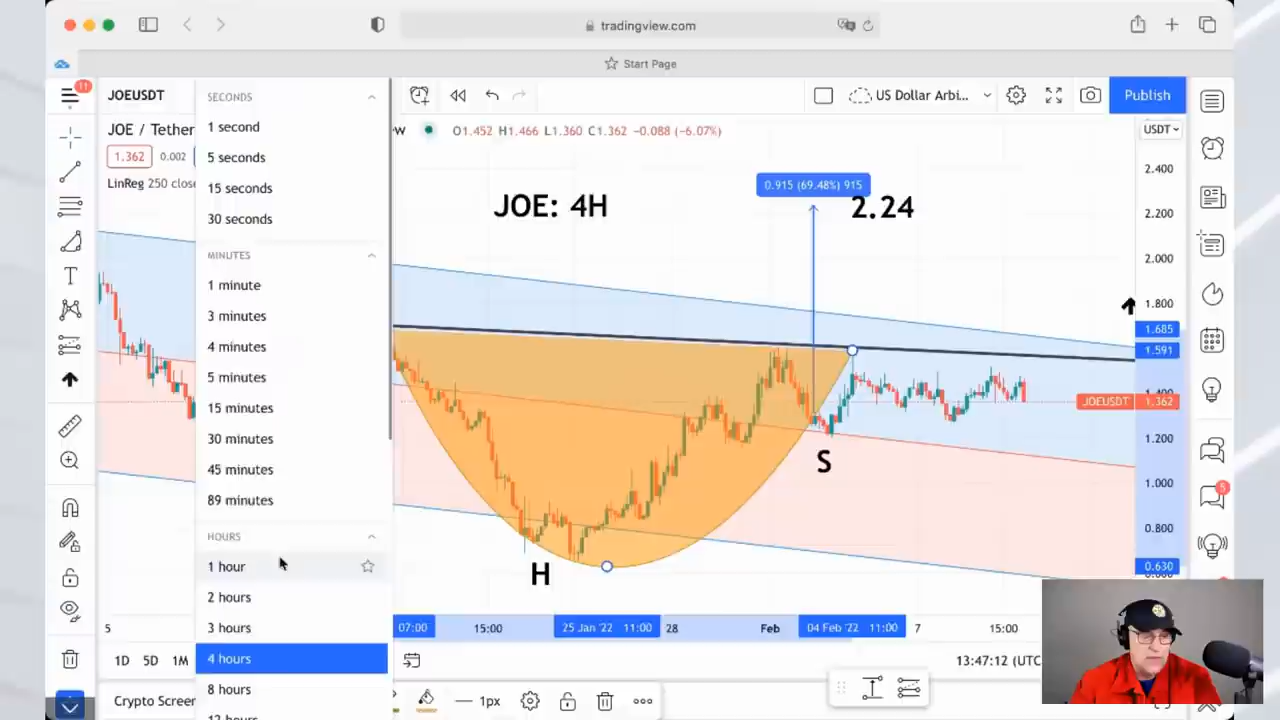 tradingview.com
Start Page
11
JOEUSDT
US Dollar Arbi...
Publish
JOE / Tether
O1.452 H1.466 L1.360 C1.362 −0.088 (−6.07%)
USDT
1.362
0.002
LinReg 250 close
SECONDS
1 second
5 seconds
15 seconds
30 seconds
MINUTES
1 minute
3 minutes
4 minutes
5 minutes
15 minutes
30 minutes
45 minutes
89 minutes
HOURS
1 hour
2 hours
3 hours
4 hours
8 hours
12 hours
JOE: 4H
0.915 (69.48%) 915
2.24
S
H
2.400
2.200
2.000
1.800
1.685
1.591
1.400
JOEUSDT 1.362
1.200
1.000
0.800
0.630
5
5
07:00
15:00
25 Jan '22 11:00
28
Feb
04 Feb '22 11:00
7
15:00
1D 5D 1M
13:47:12 (UTC
Crypto Screen
1px
T